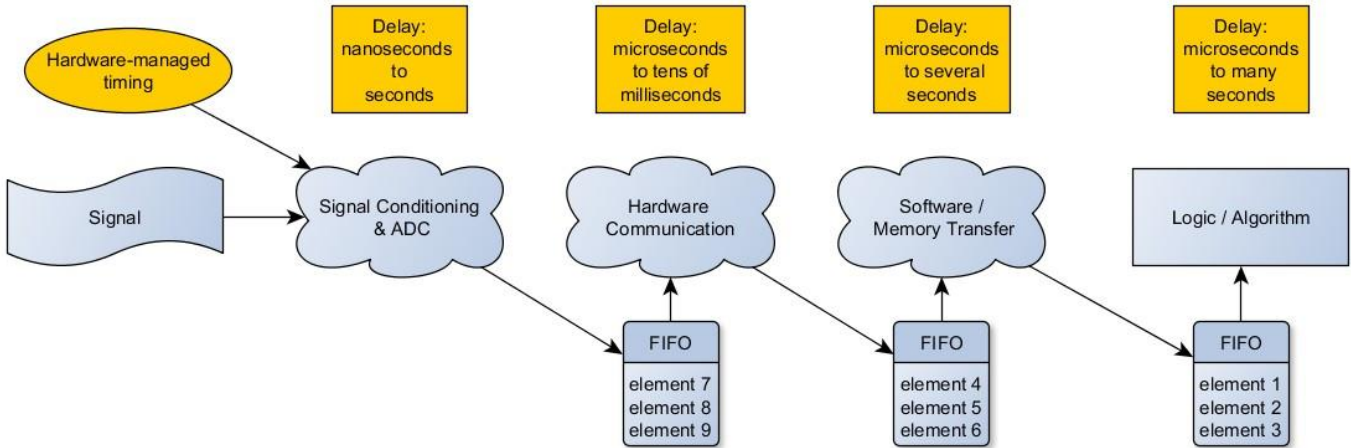 Hardware-managed
timing
Delay:
nanoseconds
to
seconds
Delay:
microseconds
to tens of
milliseconds
Delay:
microseconds
to several
seconds
Delay:
microseconds
to many
seconds
Signal
Signal Conditioning
& ADC
Hardware
Communication
Software /
Memory Transfer
Logic / Algorithm
FIFO
element 7
element 8
element 9
FIFO
element 4
element 5
element 6
FIFO
element 1
element 2
element 3